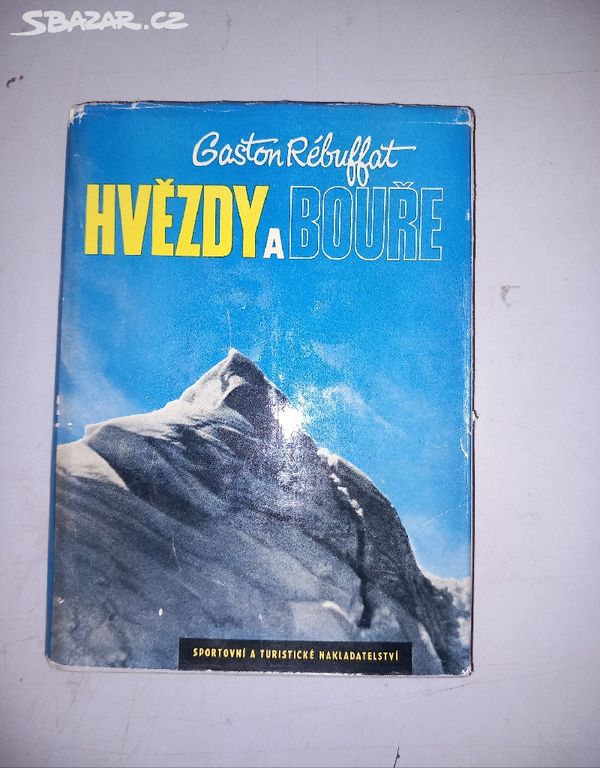 SBAZAR.CZ
Gaston Rébuffat
HVĚZDY A BOUŘE
SPORTOVNÍ A TURISTICKÉ NAKLADATELSTVÍ